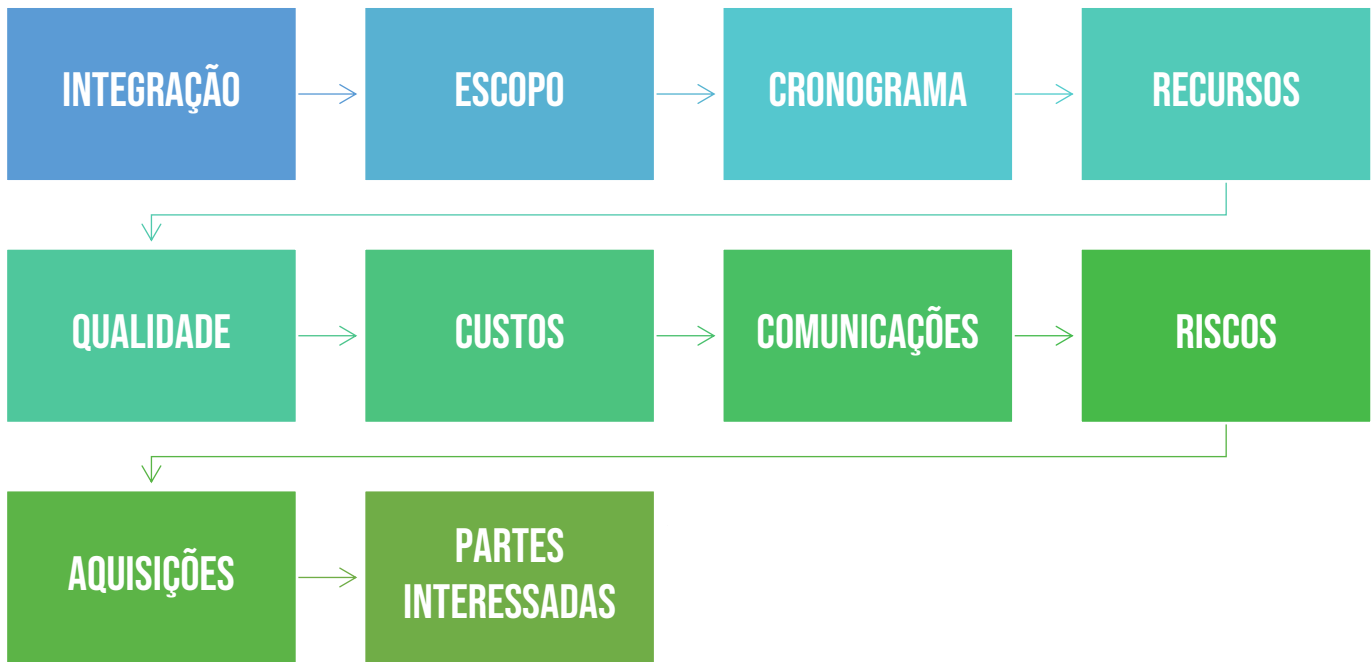 INTEGRAÇÃO
ESCOPO
CRONOGRAMA
RECURSOS
QUALIDADE
CUSTOS
COMUNICAÇÕES
RISCOS
AQUISIÇÕES
PARTES
INTERESSADAS